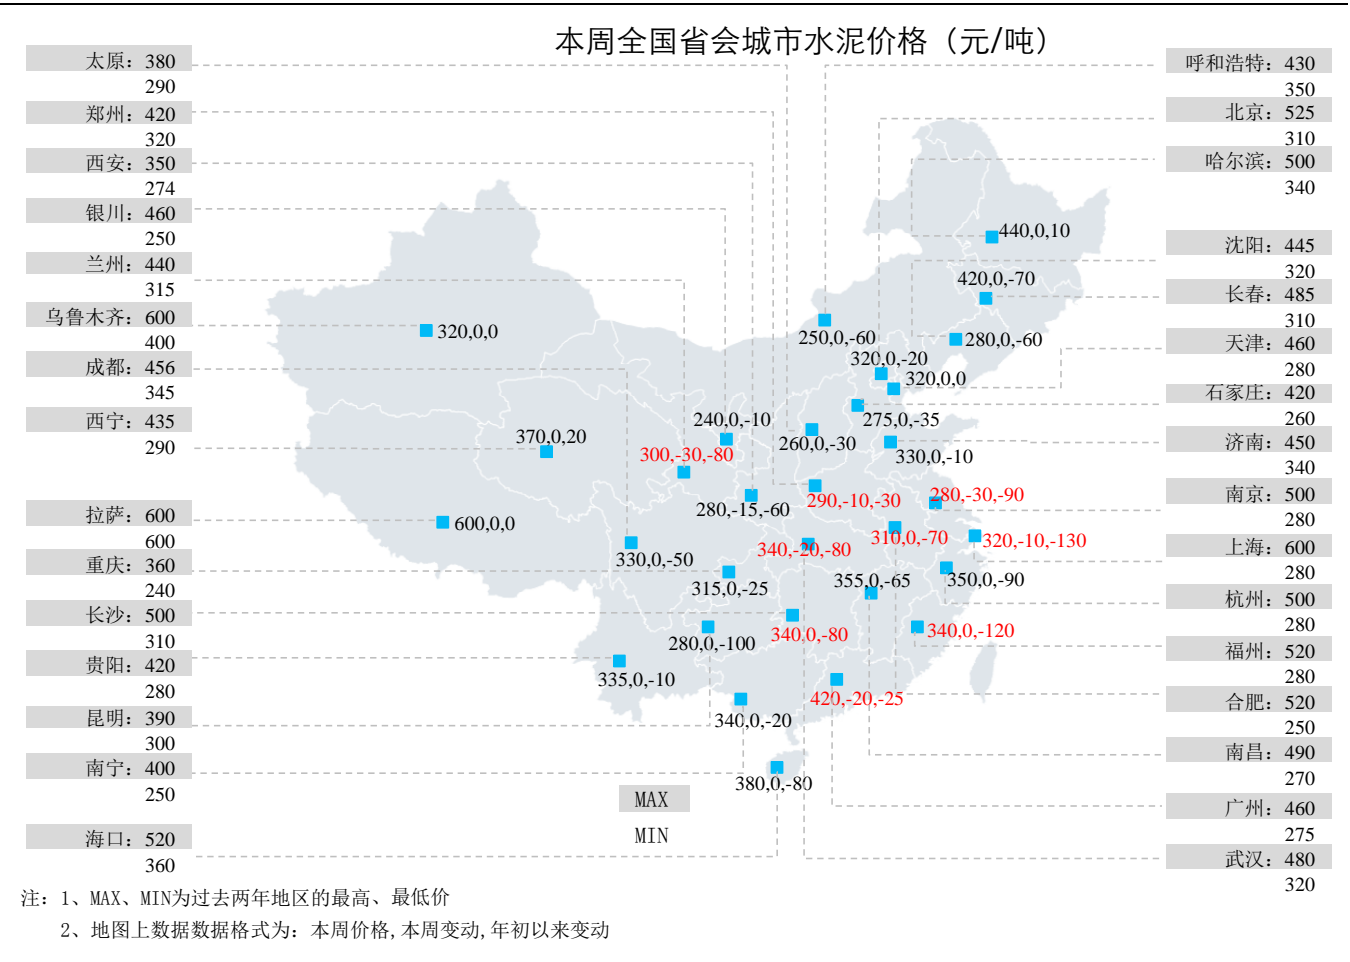 本周全国省会城市水泥价格（元/吨）
太原：380
290
郑州：420
320
西安：350
274
银川：460
250
兰州：440
315
乌鲁木齐：600
400
成都：456
345
西宁：435
290
拉萨：600
600
重庆：360
240
长沙：500
310
贵阳：420
280
昆明：390
300
南宁：400
250
海口：520
360
呼和浩特：430
350
北京：525
310
哈尔滨：500
340
沈阳：445
320
长春：485
310
天津：460
280
石家庄：420
260
济南：450
340
南京：500
280
上海：600
280
杭州：500
280
福州：520
280
合肥：520
250
南昌：490
270
广州：460
275
武汉：480
320
440,0,10
420,0,-70
320,0,0
250,0,-60
280,0,-60
320,0,-20
320,0,0
275,0,-35
240,0,-10
260,0,-30
370,0,20
300,-30,-80
330,0,-10
280,-15,-60
290,-10,-30
280,-30,-90
600,0,0
310,0,-70
320,-10,-130
330,0,-50
340,-20,-80
315,0,-25
355,0,-65
350,0,-90
280,0,-100
340,0,-80
340,0,-120
335,0,-10
420,-20,-25
340,0,-20
380,0,-80
MAX
MIN
注：1、MAX、MIN为过去两年地区的最高、最低价
2、地图上数据数据格式为：本周价格,本周变动,年初以来变动